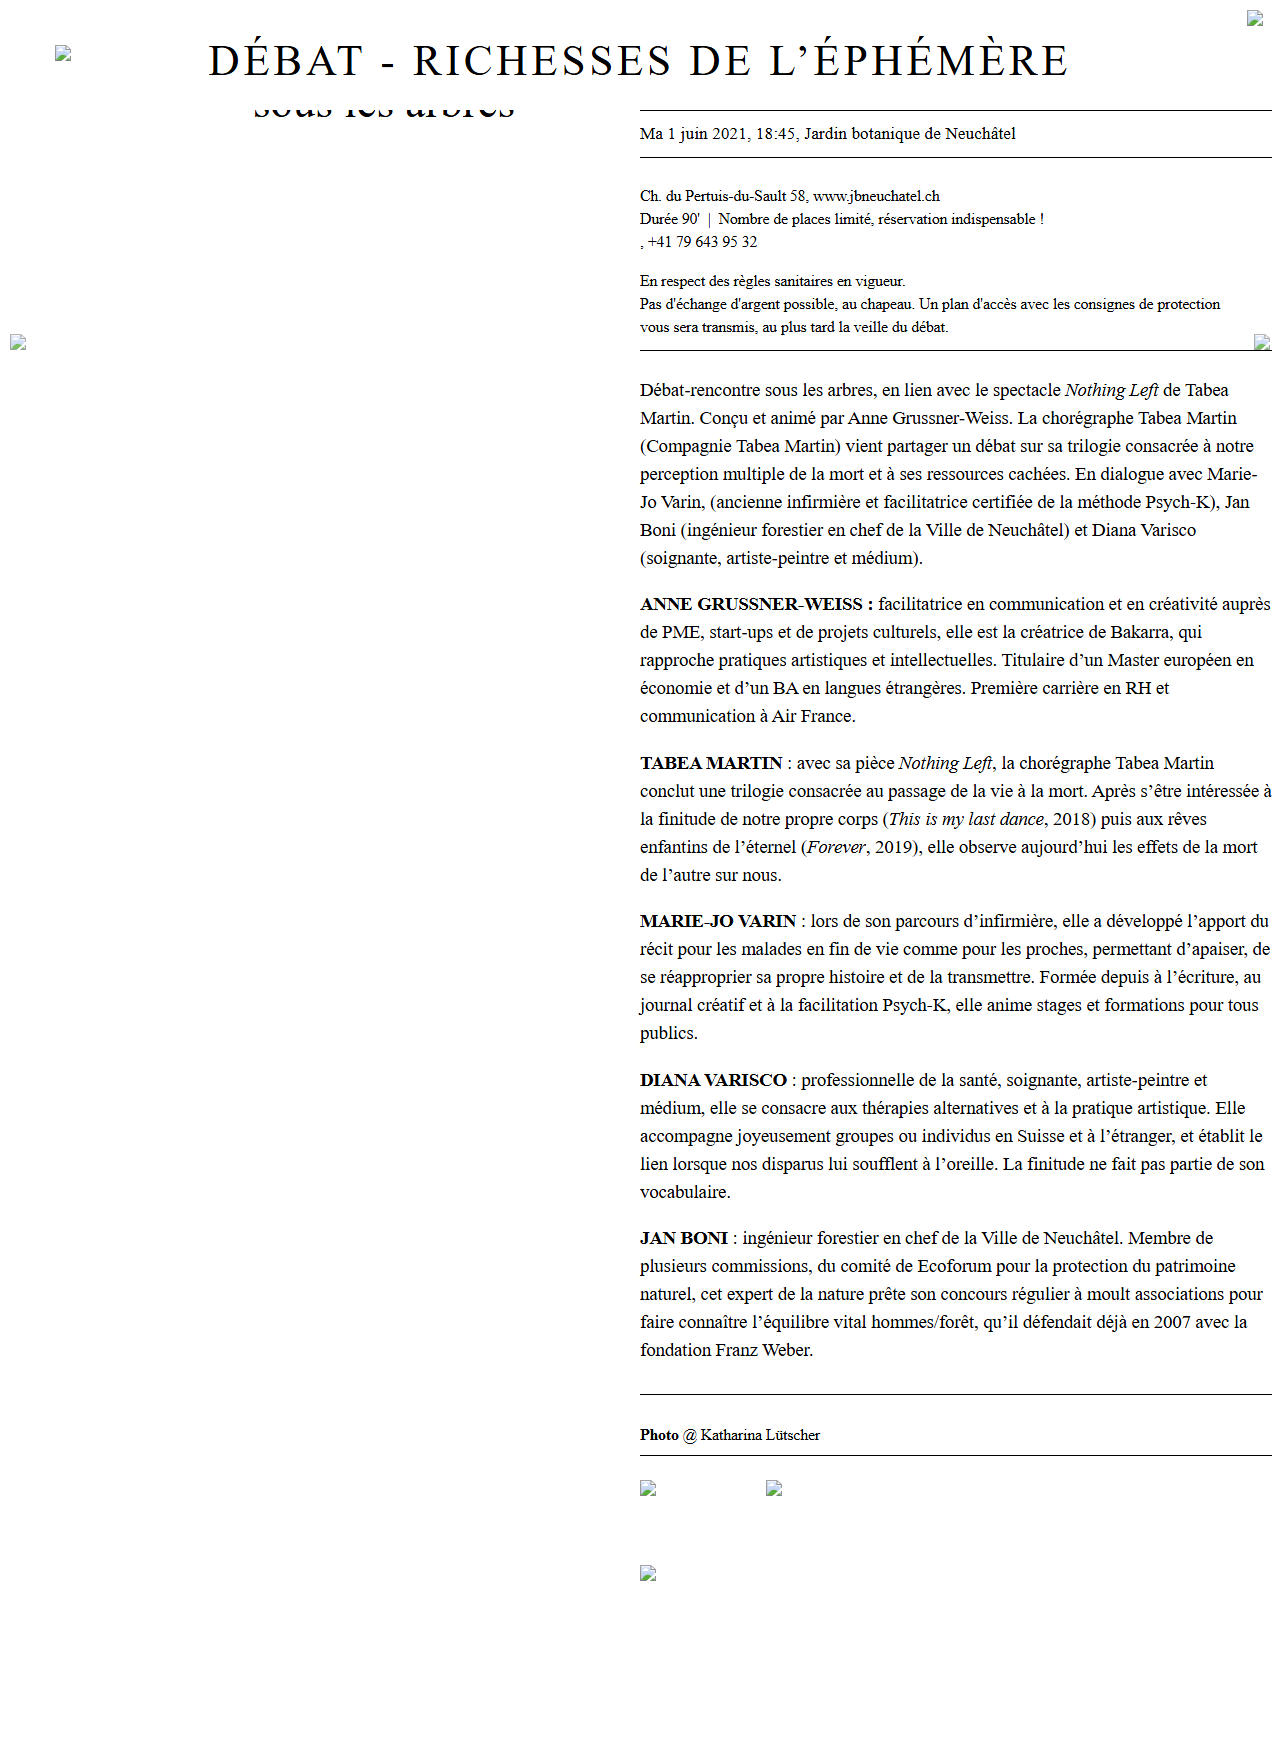 DÉBAT - RICHESSES DE L’ÉPHÉMÈRE
sous les arbres
Ma 1 juin 2021, 18:45, Jardin botanique de Neuchâtel
Ch. du Pertuis-du-Sault 58, www.jbneuchatel.ch
Durée 90' | Nombre de places limité, réservation indispensable !
, +41 79 643 95 32
En respect des règles sanitaires en vigueur.
Pas d'échange d'argent possible, au chapeau. Un plan d'accès avec les consignes de protection
vous sera transmis, au plus tard la veille du débat.
Débat-rencontre sous les arbres, en lien avec le spectacle Nothing Left de Tabea
Martin. Conçu et animé par Anne Grussner-Weiss. La chorégraphe Tabea Martin
(Compagnie Tabea Martin) vient partager un débat sur sa trilogie consacrée à notre
perception multiple de la mort et à ses ressources cachées. En dialogue avec Marie-
Jo Varin, (ancienne infirmière et facilitatrice certifiée de la méthode Psych-K), Jan
Boni (ingénieur forestier en chef de la Ville de Neuchâtel) et Diana Varisco
(soignante, artiste-peintre et médium).
ANNE GRUSSNER-WEISS : facilitatrice en communication et en créativité auprès
de PME, start-ups et de projets culturels, elle est la créatrice de Bakarra, qui
rapproche pratiques artistiques et intellectuelles. Titulaire d’un Master européen en
économie et d’un BA en langues étrangères. Première carrière en RH et
communication à Air France.
TABEA MARTIN : avec sa pièce Nothing Left, la chorégraphe Tabea Martin
conclut une trilogie consacrée au passage de la vie à la mort. Après s’être intéressée à
la finitude de notre propre corps (This is my last dance, 2018) puis aux rêves
enfantins de l’éternel (Forever, 2019), elle observe aujourd’hui les effets de la mort
de l’autre sur nous.
MARIE-JO VARIN : lors de son parcours d’infirmière, elle a développé l’apport du
récit pour les malades en fin de vie comme pour les proches, permettant d’apaiser, de
se réapproprier sa propre histoire et de la transmettre. Formée depuis à l’écriture, au
journal créatif et à la facilitation Psych-K, elle anime stages et formations pour tous
publics.
DIANA VARISCO : professionnelle de la santé, soignante, artiste-peintre et
médium, elle se consacre aux thérapies alternatives et à la pratique artistique. Elle
accompagne joyeusement groupes ou individus en Suisse et à l’étranger, et établit le
lien lorsque nos disparus lui soufflent à l’oreille. La finitude ne fait pas partie de son
vocabulaire.
JAN BONI : ingénieur forestier en chef de la Ville de Neuchâtel. Membre de
plusieurs commissions, du comité de Ecoforum pour la protection du patrimoine
naturel, cet expert de la nature prête son concours régulier à moult associations pour
faire connaître l’équilibre vital hommes/forêt, qu’il défendait déjà en 2007 avec la
fondation Franz Weber.
Photo @ Katharina Lütscher